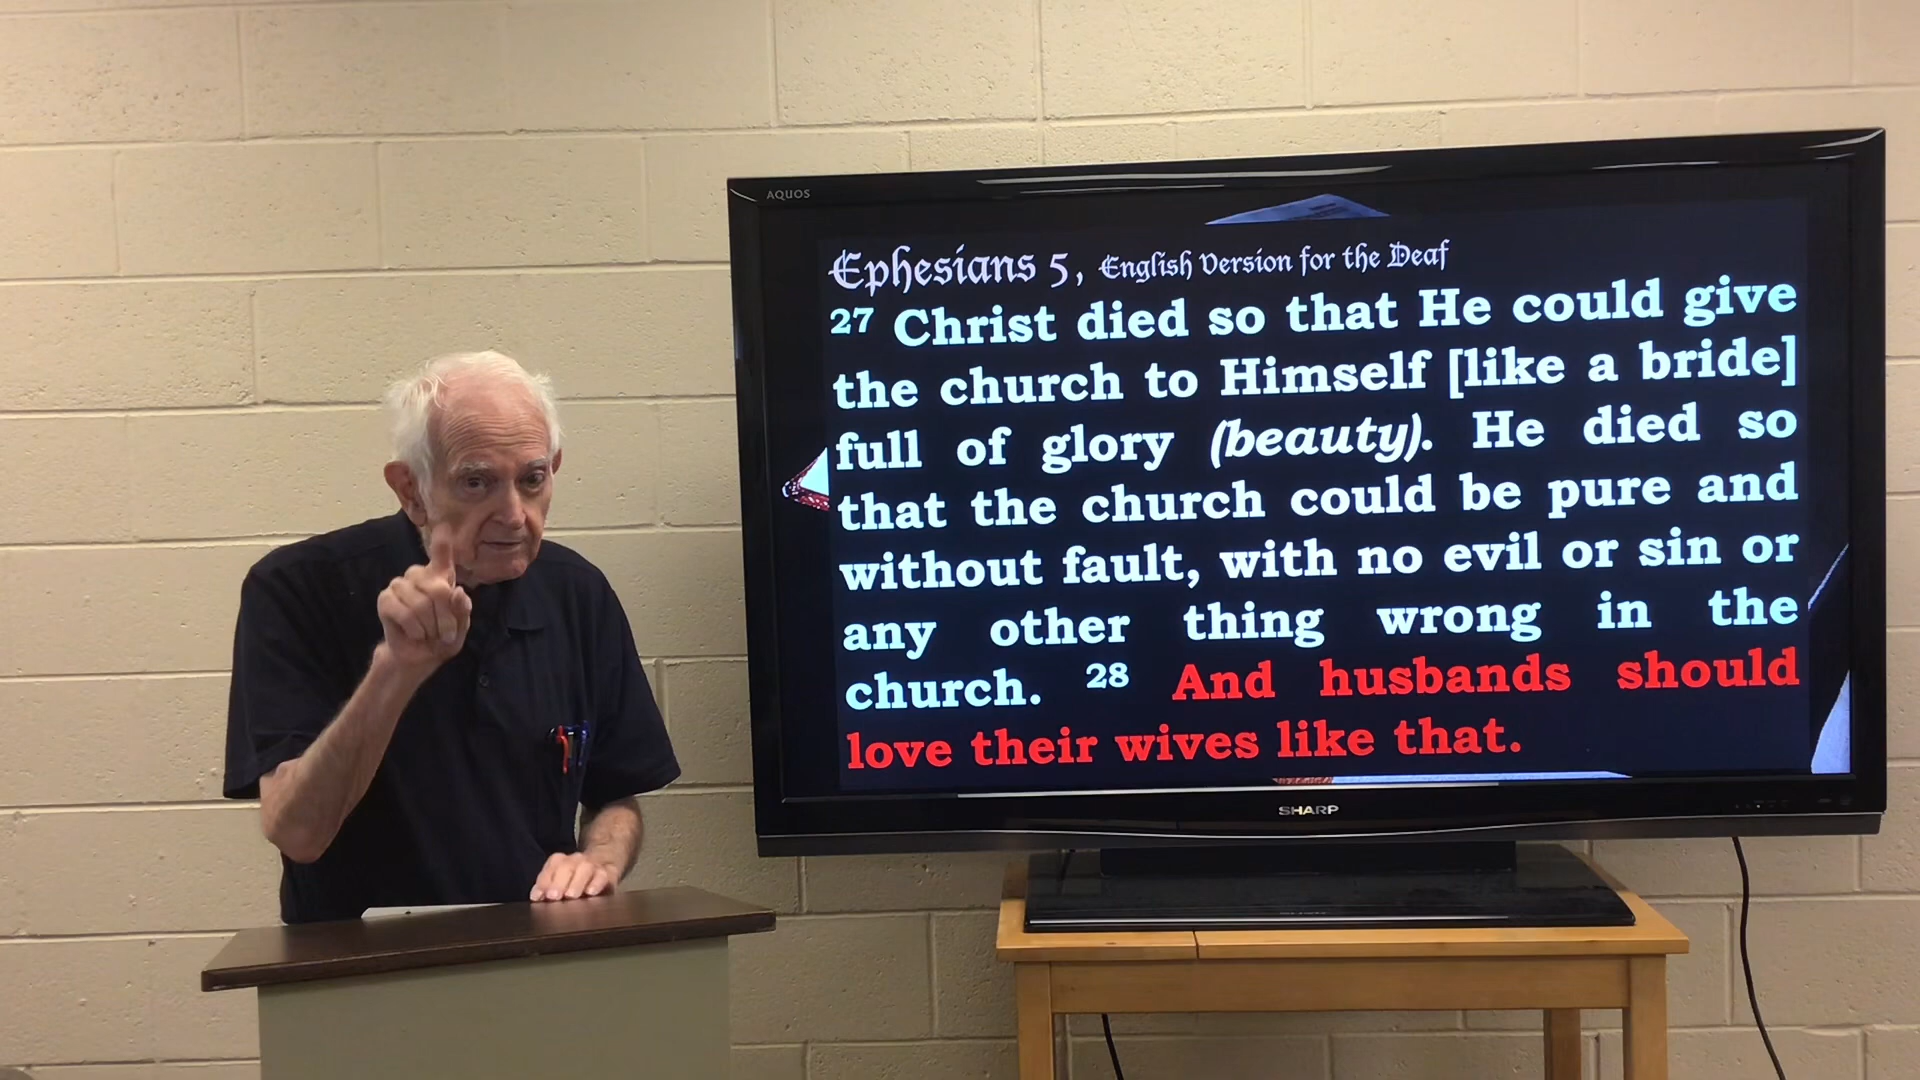 AQUOS
Ephesians 5, English Version for the Deaf
27 Christ died so that He could give
the church to Himself [like a bride]
full of glory (beauty). He died so
that the church could be pure and
without fault, with no evil or sin or
any other thing wrong in the
church. 28 And husbands should
love their wives like that.
SHARP